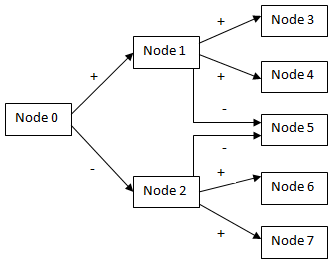 Node 3
+
Node 1
+
Node 4
+
-
Node 0
Node 5
-
-
+
Node 2
Node 6
+
Node 7